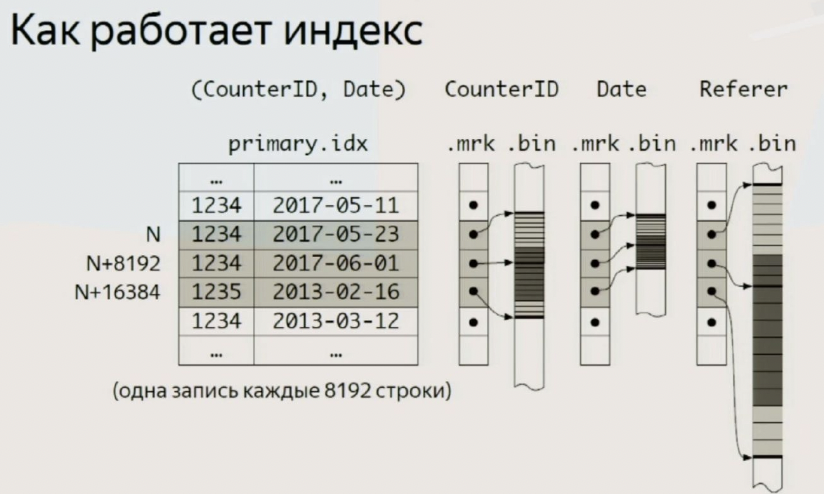 Как работает индекс
(CounterID, Date) CounterID Date Referer
primary.idx .mrk .bin .mrk .bin .mrk .bin
... ...
1234 2017-05-11
N 1234 2017-05-23
N+8192 1234 2017-06-01
N+16384 1235 2013-02-16
1234 2013-03-12
... ...
(одна запись каждые 8192 строки)